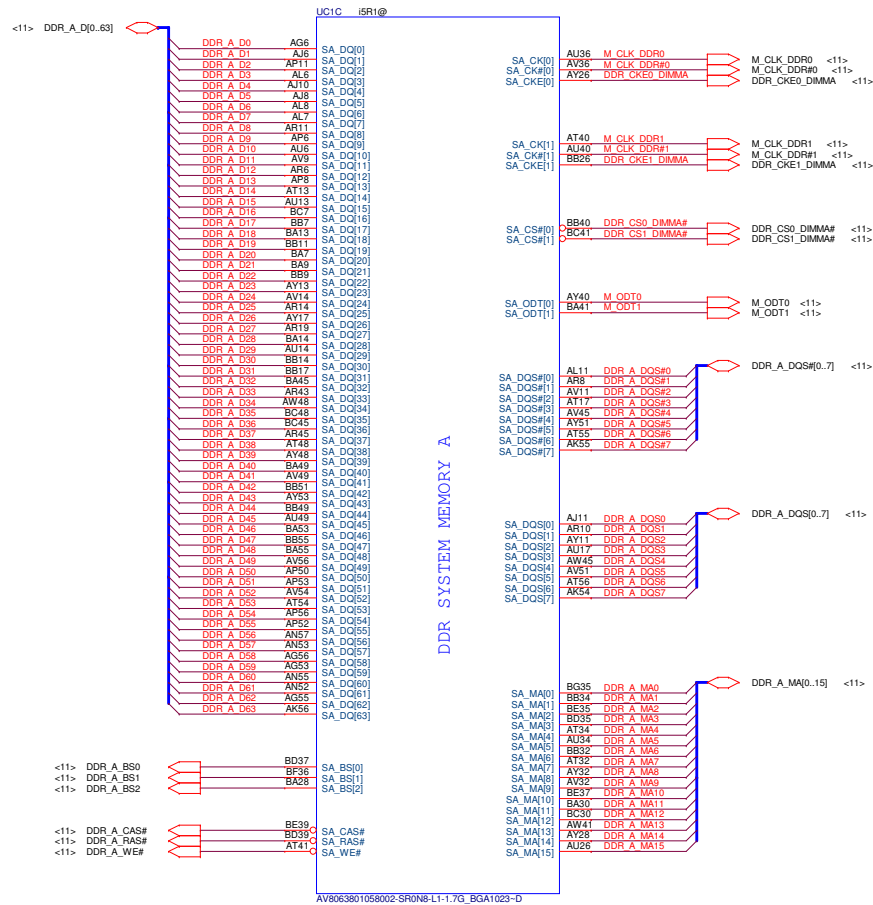 UC1C i5R1@
<11> DDR_A_D[0..63]
DDR_A_D0 AG6 SA_DQ[0]
DDR_A_D1 AJ6 SA_DQ[1]
DDR_A_D2 AP11 SA_DQ[2]
DDR_A_D3 AL6 SA_DQ[3]
DDR_A_D4 AJ10 SA_DQ[4]
DDR_A_D5 AJ8 SA_DQ[5]
DDR_A_D6 AL8 SA_DQ[6]
DDR_A_D7 AL7 SA_DQ[7]
DDR_A_D8 AR11 SA_DQ[8]
DDR_A_D9 AP6 SA_DQ[9]
DDR_A_D10 AU6 SA_DQ[10]
DDR_A_D11 AV9 SA_DQ[11]
DDR_A_D12 AR6 SA_DQ[12]
DDR_A_D13 AP8 SA_DQ[13]
DDR_A_D14 AT13 SA_DQ[14]
DDR_A_D15 AU13 SA_DQ[15]
DDR_A_D16 BC7 SA_DQ[16]
DDR_A_D17 BB7 SA_DQ[17]
DDR_A_D18 BA13 SA_DQ[18]
DDR_A_D19 BB11 SA_DQ[19]
DDR_A_D20 BA7 SA_DQ[20]
DDR_A_D21 BA9 SA_DQ[21]
DDR_A_D22 BB9 SA_DQ[22]
DDR_A_D23 AY13 SA_DQ[23]
DDR_A_D24 AV14 SA_DQ[24]
DDR_A_D25 AR14 SA_DQ[25]
DDR_A_D26 AY17 SA_DQ[26]
DDR_A_D27 AR19 SA_DQ[27]
DDR_A_D28 BA14 SA_DQ[28]
DDR_A_D29 AU14 SA_DQ[29]
DDR_A_D30 BB14 SA_DQ[30]
DDR_A_D31 BB17 SA_DQ[31]
DDR_A_D32 BA45 SA_DQ[32]
DDR_A_D33 AR43 SA_DQ[33]
DDR_A_D34 AW48 SA_DQ[34]
DDR_A_D35 BC48 SA_DQ[35]
DDR_A_D36 BC45 SA_DQ[36]
DDR_A_D37 AR45 SA_DQ[37]
DDR_A_D38 AT48 SA_DQ[38]
DDR_A_D39 AY48 SA_DQ[39]
DDR_A_D40 BA49 SA_DQ[40]
DDR_A_D41 AV49 SA_DQ[41]
DDR_A_D42 BB51 SA_DQ[42]
DDR_A_D43 AY53 SA_DQ[43]
DDR_A_D44 BB49 SA_DQ[44]
DDR_A_D45 AU49 SA_DQ[45]
DDR_A_D46 BA53 SA_DQ[46]
DDR_A_D47 BB55 SA_DQ[47]
DDR_A_D48 BA55 SA_DQ[48]
DDR_A_D49 AV56 SA_DQ[49]
DDR_A_D50 AP50 SA_DQ[50]
DDR_A_D51 AP53 SA_DQ[51]
DDR_A_D52 AV54 SA_DQ[52]
DDR_A_D53 AT54 SA_DQ[53]
DDR_A_D54 AP56 SA_DQ[54]
DDR_A_D55 AP52 SA_DQ[55]
DDR_A_D56 AN57 SA_DQ[56]
DDR_A_D57 AN53 SA_DQ[57]
DDR_A_D58 AG56 SA_DQ[58]
DDR_A_D59 AG53 SA_DQ[59]
DDR_A_D60 AN55 SA_DQ[60]
DDR_A_D61 AN52 SA_DQ[61]
DDR_A_D62 AG55 SA_DQ[62]
DDR_A_D63 AK56 SA_DQ[63]
<11> DDR_A_BS0 BD37 SA_BS[0]
<11> DDR_A_BS1 BF36 SA_BS[1]
<11> DDR_A_BS2 BA28 SA_BS[2]
<11> DDR_A_CAS# BE39 SA_CAS#
<11> DDR_A_RAS# BD39 SA_RAS#
<11> DDR_A_WE# AT41 SA_WE#
DDR SYSTEM MEMORY A
SA_CK[0] AU36 M_CLK_DDR0 M_CLK_DDR0 <11>
SA_CK#[0] AV36 M_CLK_DDR#0 M_CLK_DDR#0 <11>
SA_CKE[0] AY26 DDR_CKE0_DIMMA DDR_CKE0_DIMMA <11>
SA_CK[1] AT40 M_CLK_DDR1 M_CLK_DDR1 <11>
SA_CK#[1] AU40 M_CLK_DDR#1 M_CLK_DDR#1 <11>
SA_CKE[1] BB26 DDR_CKE1_DIMMA DDR_CKE1_DIMMA <11>
SA_CS#[0] BB40 DDR_CS0_DIMMA# DDR_CS0_DIMMA# <11>
SA_CS#[1] BC41 DDR_CS1_DIMMA# DDR_CS1_DIMMA# <11>
SA_ODT[0] AY40 M_ODT0 M_ODT0 <11>
SA_ODT[1] BA41 M_ODT1 M_ODT1 <11>
DDR_A_DQS#[0..7] <11>
SA_DQS#[0] AL11 DDR_A_DQS#0
SA_DQS#[1] AR8 DDR_A_DQS#1
SA_DQS#[2] AV11 DDR_A_DQS#2
SA_DQS#[3] AT17 DDR_A_DQS#3
SA_DQS#[4] AV45 DDR_A_DQS#4
SA_DQS#[5] AY51 DDR_A_DQS#5
SA_DQS#[6] AT55 DDR_A_DQS#6
SA_DQS#[7] AK55 DDR_A_DQS#7
DDR_A_DQS[0..7] <11>
SA_DQS[0] AJ11 DDR_A_DQS0
SA_DQS[1] AR10 DDR_A_DQS1
SA_DQS[2] AY11 DDR_A_DQS2
SA_DQS[3] AU17 DDR_A_DQS3
SA_DQS[4] AW45 DDR_A_DQS4
SA_DQS[5] AV51 DDR_A_DQS5
SA_DQS[6] AT56 DDR_A_DQS6
SA_DQS[7] AK54 DDR_A_DQS7
DDR_A_MA[0..15] <11>
SA_MA[0] BG35 DDR_A_MA0
SA_MA[1] BB34 DDR_A_MA1
SA_MA[2] BE35 DDR_A_MA2
SA_MA[3] BD35 DDR_A_MA3
SA_MA[4] AT34 DDR_A_MA4
SA_MA[5] AU34 DDR_A_MA5
SA_MA[6] BB32 DDR_A_MA6
SA_MA[7] AT32 DDR_A_MA7
SA_MA[8] AY32 DDR_A_MA8
SA_MA[9] AV32 DDR_A_MA9
SA_MA[10] BE37 DDR_A_MA10
SA_MA[11] BA30 DDR_A_MA11
SA_MA[12] BC30 DDR_A_MA12
SA_MA[13] AW41 DDR_A_MA13
SA_MA[14] AY28 DDR_A_MA14
SA_MA[15] AU26 DDR_A_MA15
AV8063801058002-SR0N8-L1-1.7G_BGA1023~D